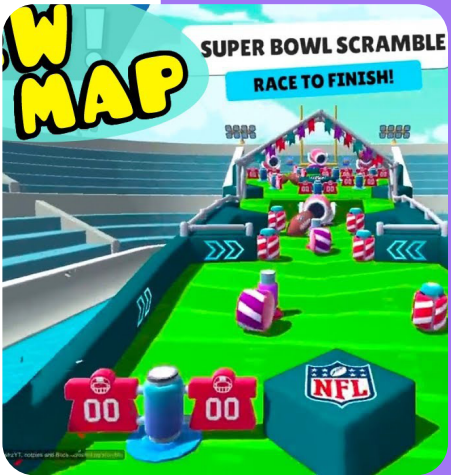 W!
MAP
SUPER BOWL SCRAMBLE
RACE TO FINISH!
00 00
NFL